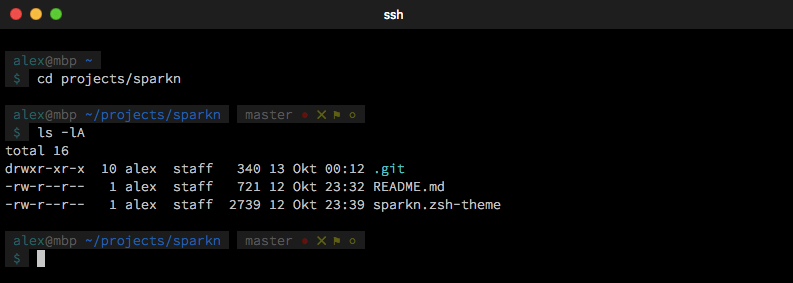 ssh
alex@mbp ~
$ cd projects/sparkn
alex@mbp ~/projects/sparkn master ● ✕ ⚑ ○
$ ls -lA
total 16
drwxr-xr-x 10 alex staff 340 13 Okt 00:12 .git
-rw-r--r-- 1 alex staff 721 12 Okt 23:32 README.md
-rw-r--r-- 1 alex staff 2739 12 Okt 23:39 sparkn.zsh-theme
alex@mbp ~/projects/sparkn master ● ✕ ⚑ ○
$